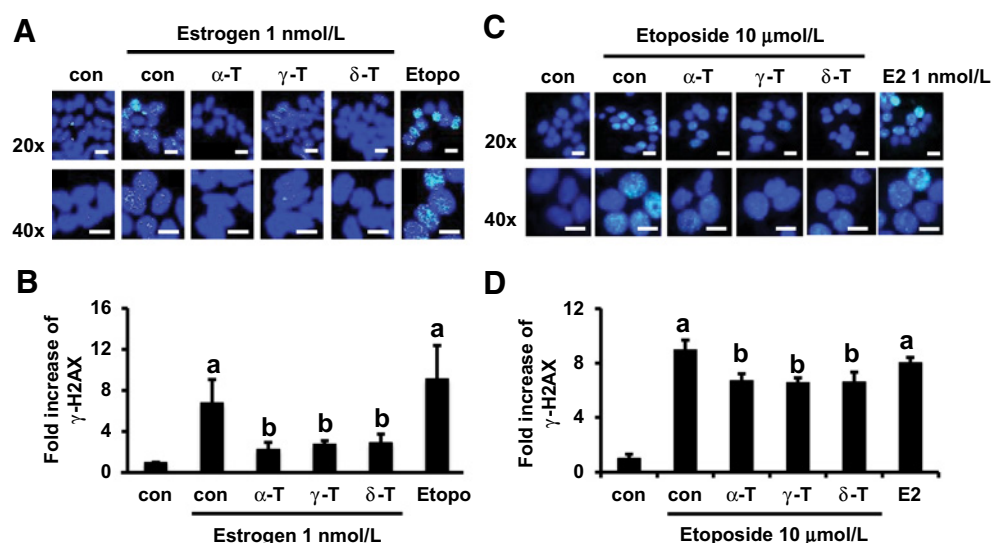 A
Estrogen 1 nmol/L
con con α-T γ-T δ-T Etopo
20x
40x
C
Etoposide 10 μmol/L
con con α-T γ-T δ-T E2 1 nmol/L
20x
40x
B
Fold increase of
γ-H2AX
16
12
8
4
0
a b b b a
con con α-T γ-T δ-T Etopo
Estrogen 1 nmol/L
D
Fold increase of
γ-H2AX
12
8
4
0
a b b b a
con con α-T γ-T δ-T E2
Etoposide 10 μmol/L